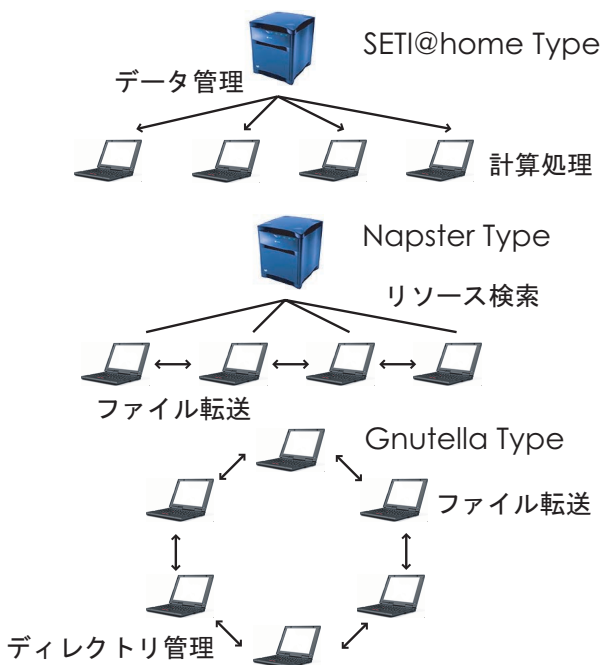 SETI@home Type
データ管理
計算処理
Napster Type
リソース検索
ファイル転送
Gnutella Type
ファイル転送
ディレクトリ管理